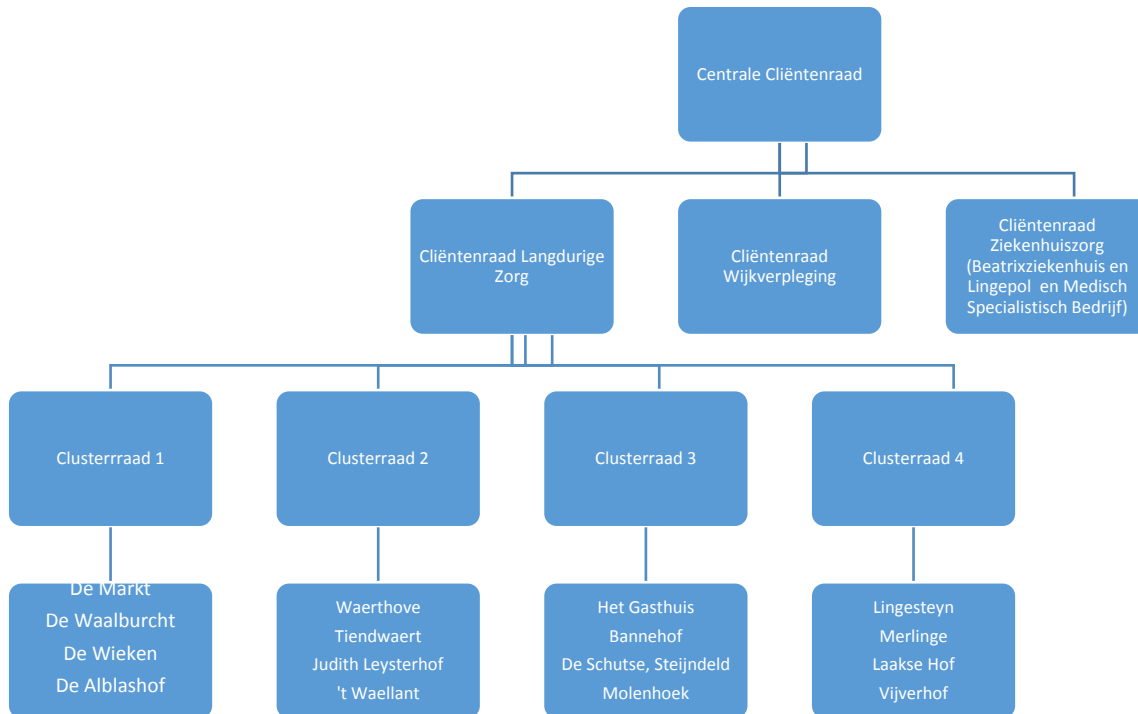 Centrale Cliëntenraad
Cliëntenraad Langdurige
Zorg
Cliëntenraad
Wijkverpleging
Cliëntenraad
Ziekenhuiszorg
(Beatrixziekenhuis en
Lingepol en Medisch
Specialistisch Bedrijf)
Clusterrraad 1
Clusterraad 2
Clusterraad 3
Clusterraad 4
De Markt
De Waalburcht
De Wieken
De Alblashof
Waerthove
Tiendwaert
Judith Leysterhof
't Waellant
Het Gasthuis
Bannehof
De Schutse, Steijndeld
Molenhoek
Lingesteyn
Merlinge
Laakse Hof
Vijverhof